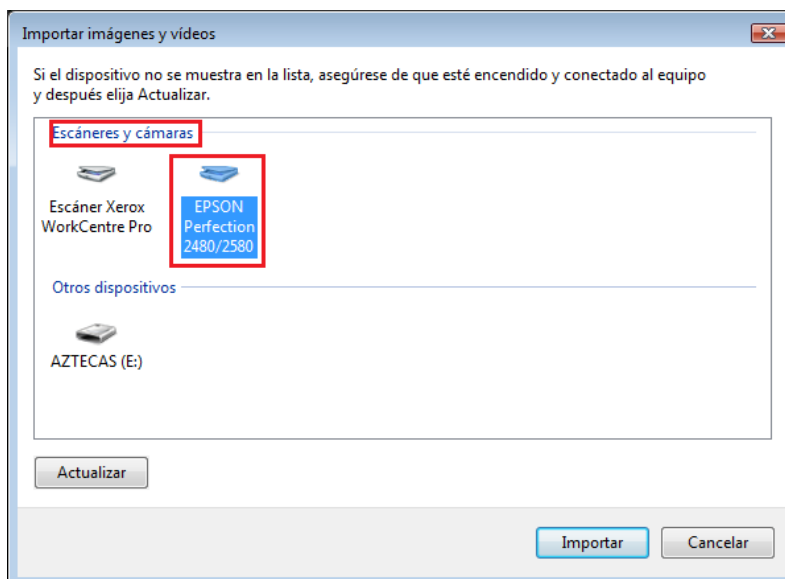 Importar imágenes y vídeos
Si el dispositivo no se muestra en la lista, asegúrese de que esté encendido y conectado al equipo
y después elija Actualizar.
Escáneres y cámaras
Escáner Xerox
WorkCentre Pro
EPSON
Perfection
2480/2580
Otros dispositivos
AZTECAS (E:)
Actualizar
Importar
Cancelar